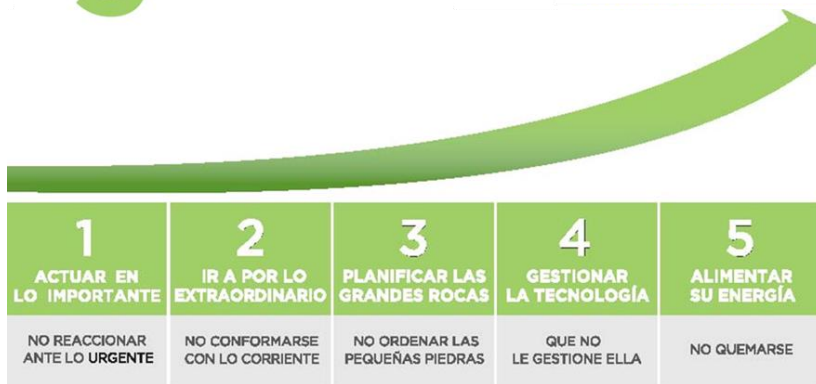 1
ACTUAR EN
LO IMPORTANTE
NO REACCIONAR
ANTE LO URGENTE
2
IR A POR LO
EXTRAORDINARIO
NO CONFORMARSE
CON LO CORRIENTE
3
PLANIFICAR LAS
GRANDES ROCAS
NO ORDENAR LAS
PEQUEÑAS PIEDRAS
4
GESTIONAR
LA TECNOLOGÍA
QUE NO
LE GESTIONE ELLA
5
ALIMENTAR
SU ENERGÍA
NO QUEMARSE